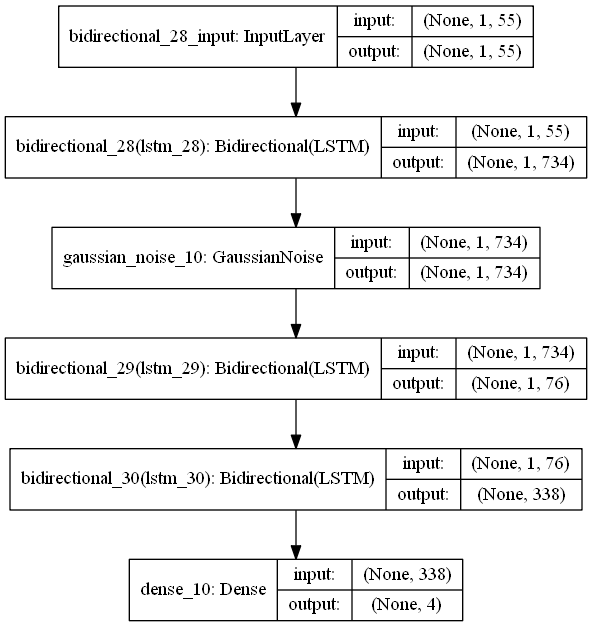 bidirectional_28_input: InputLayer
input: (None, 1, 55)
output: (None, 1, 55)
bidirectional_28(lstm_28): Bidirectional(LSTM)
input: (None, 1, 55)
output: (None, 1, 734)
gaussian_noise_10: GaussianNoise
input: (None, 1, 734)
output: (None, 1, 734)
bidirectional_29(lstm_29): Bidirectional(LSTM)
input: (None, 1, 734)
output: (None, 1, 76)
bidirectional_30(lstm_30): Bidirectional(LSTM)
input: (None, 1, 76)
output: (None, 338)
dense_10: Dense
input: (None, 338)
output: (None, 4)